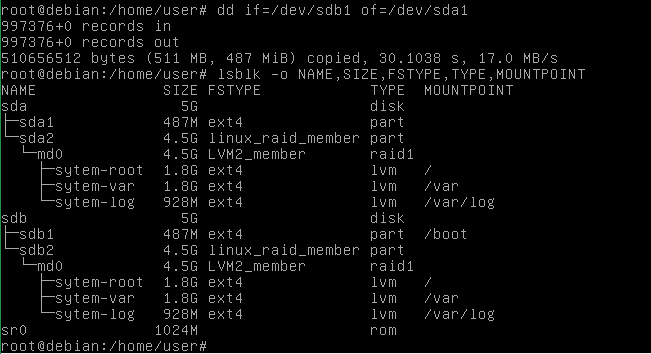 root@debian:/home/user# dd if=/dev/sdb1 of=/dev/sda1
997376+0 records in
997376+0 records out
510656512 bytes (511 MB, 487 MiB) copied, 30.1038 s, 17.0 MB/s
root@debian:/home/user# lsblk -o NAME,SIZE,FSTYPE,TYPE,MOUNTPOINT
NAME                SIZE FSTYPE            TYPE  MOUNTPOINT
sda                   5G                   disk
├─sda1              487M ext4              part
└─sda2              4.5G linux_raid_member part
  └─md0             4.5G LVM2_member       raid1
    ├─sytem-root    1.8G ext4              lvm   /
    ├─sytem-var     1.8G ext4              lvm   /var
    └─sytem-log     928M ext4              lvm   /var/log
sdb                   5G                   disk
├─sdb1              487M ext4              part  /boot
└─sdb2              4.5G linux_raid_member part
  └─md0             4.5G LVM2_member       raid1
    ├─sytem-root    1.8G ext4              lvm   /
    ├─sytem-var     1.8G ext4              lvm   /var
    └─sytem-log     928M ext4              lvm   /var/log
sr0                1024M                   rom
root@debian:/home/user#